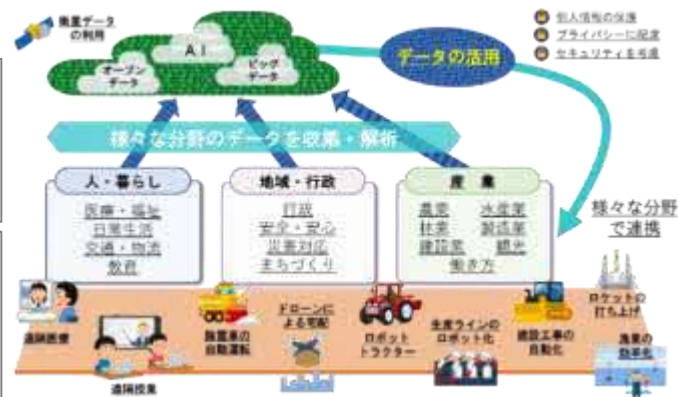 衛星データ
の利用
AI
オープン
データ
ビッグ
データ
データの活用
個人情報の保護
プライバシーに配慮
セキュリティを考慮
様々な分野のデータを収集・解析
人・暮らし
医療・福祉
日常生活
交通・物流
教育
地域・行政
行政
安全・安心
災害対応
まちづくり
産業
農業 水産業
林業 製造業
建設業 観光
働き方
様々な分野
で連携
遠隔医療
遠隔授業
除雪車の
自動運転
ドローンに
よる宅配
ロボット
トラクター
生産ラインの
ロボット化
建設工事の
自動化
ロケットの
打ち上げ
漁業の
効率化